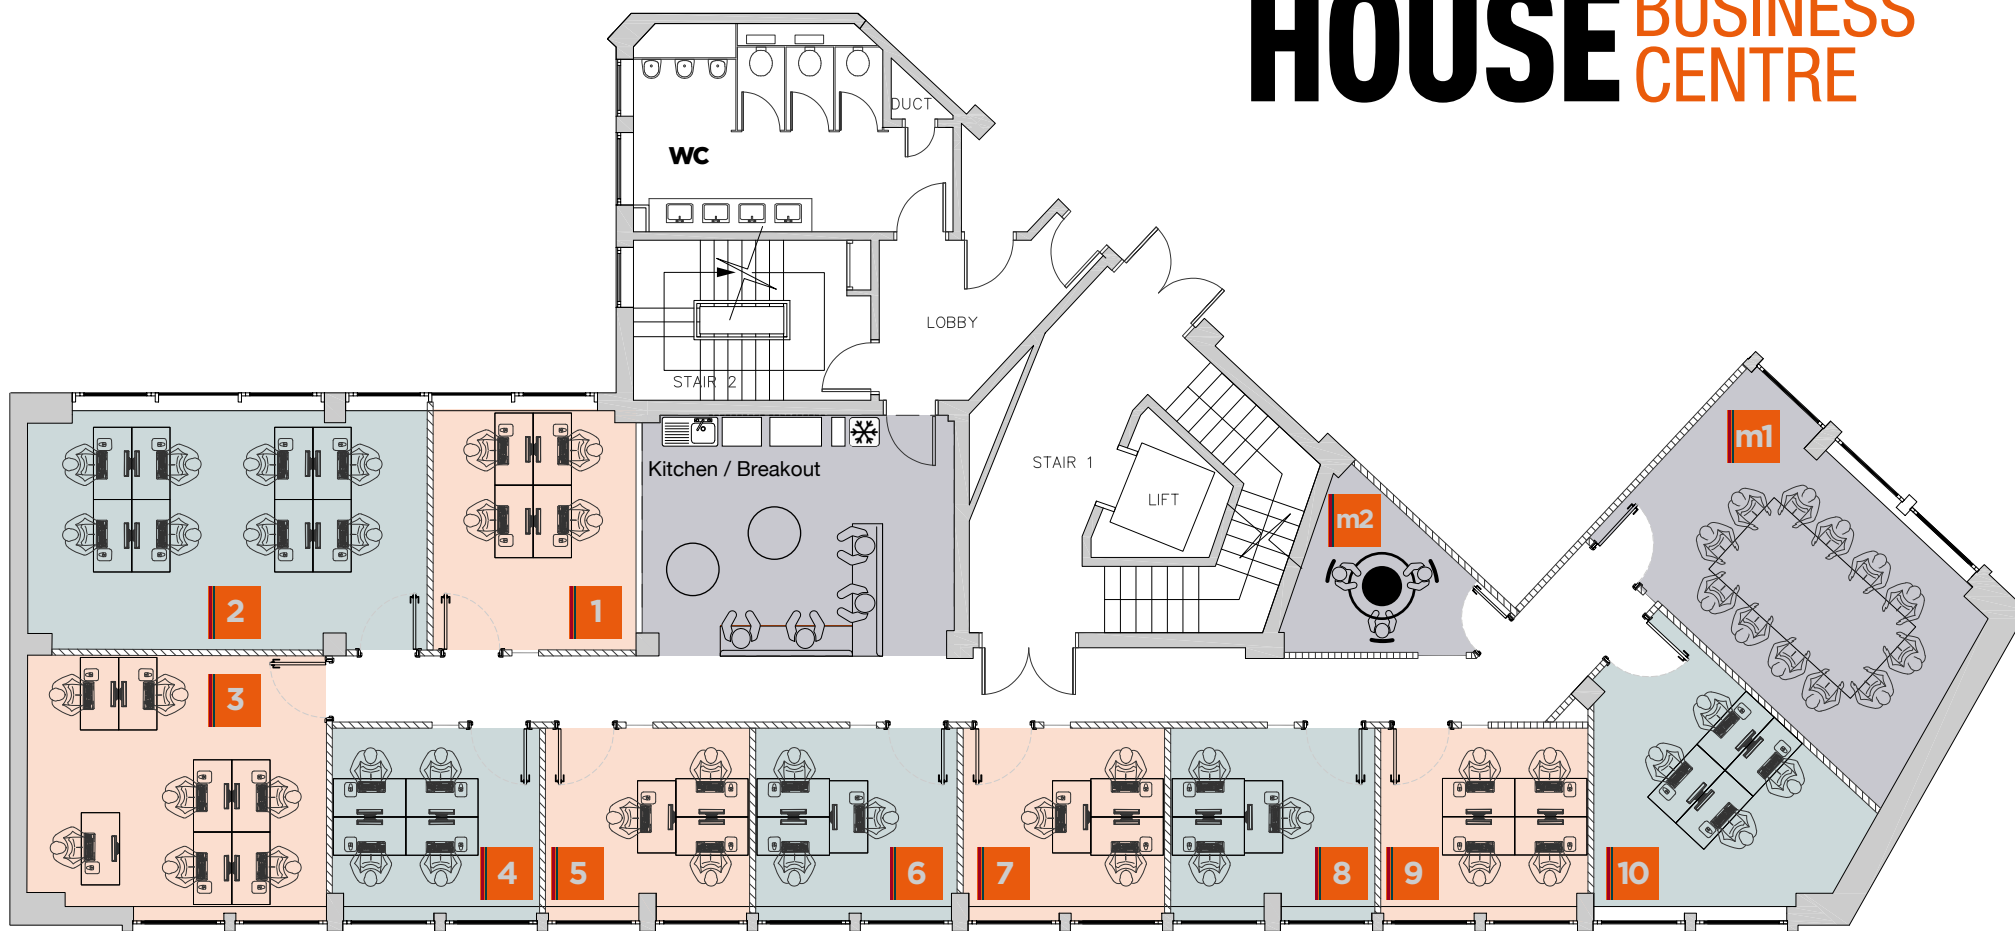 HOUSE
BUSINESS
CENTRE
DUCT
WC
LOBBY
STAIR 2
Kitchen / Breakout
STAIR 1
LIFT
m1
m2
2
1
3
4
5
6
7
8
9
10